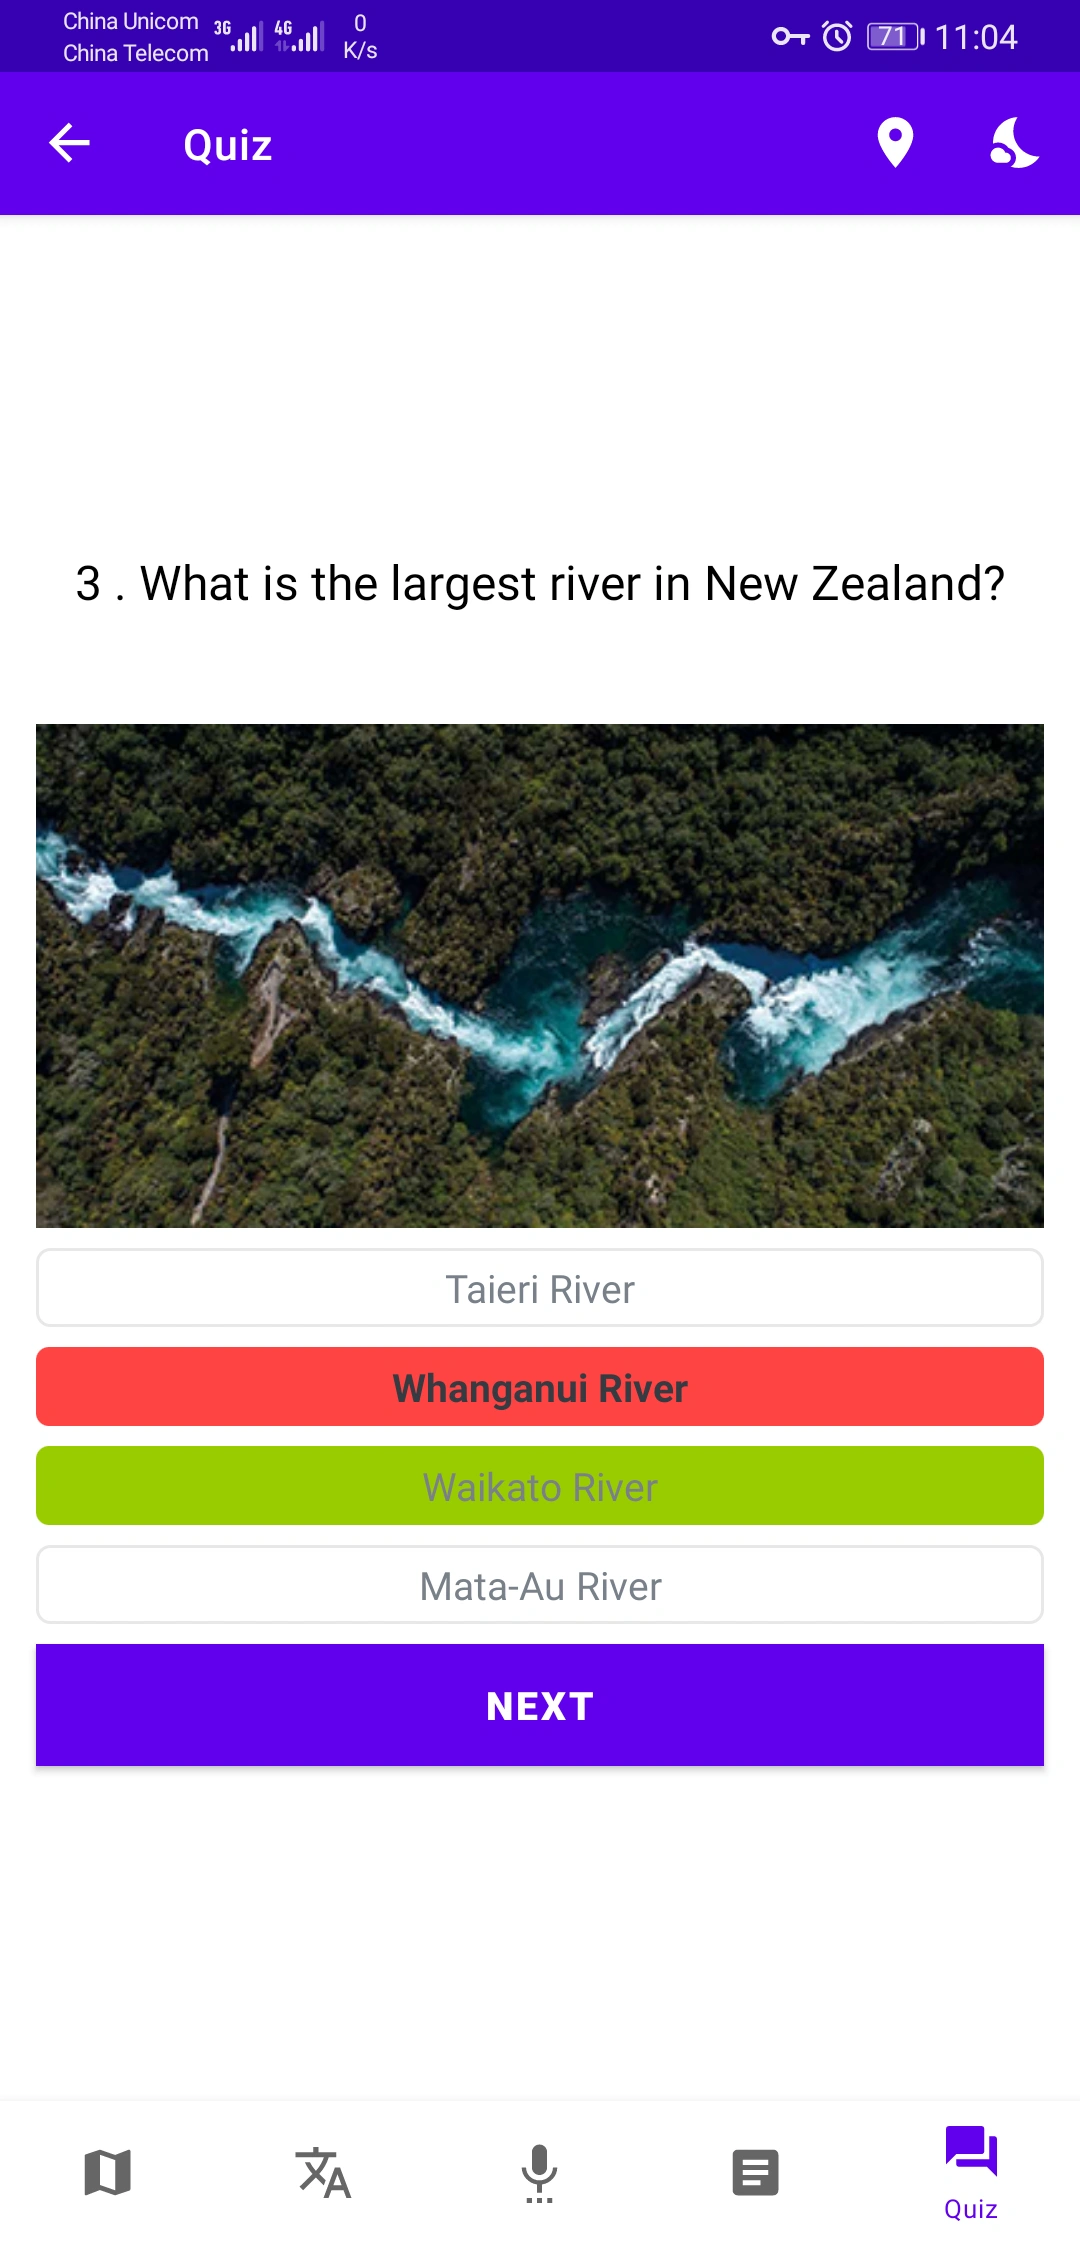 China Unicom
China Telecom
3G
4G
0
K/s
71
11:04
Quiz
3 . What is the largest river in New Zealand?
Taieri River
Whanganui River
Waikato River
Mata-Au River
NEXT
Quiz